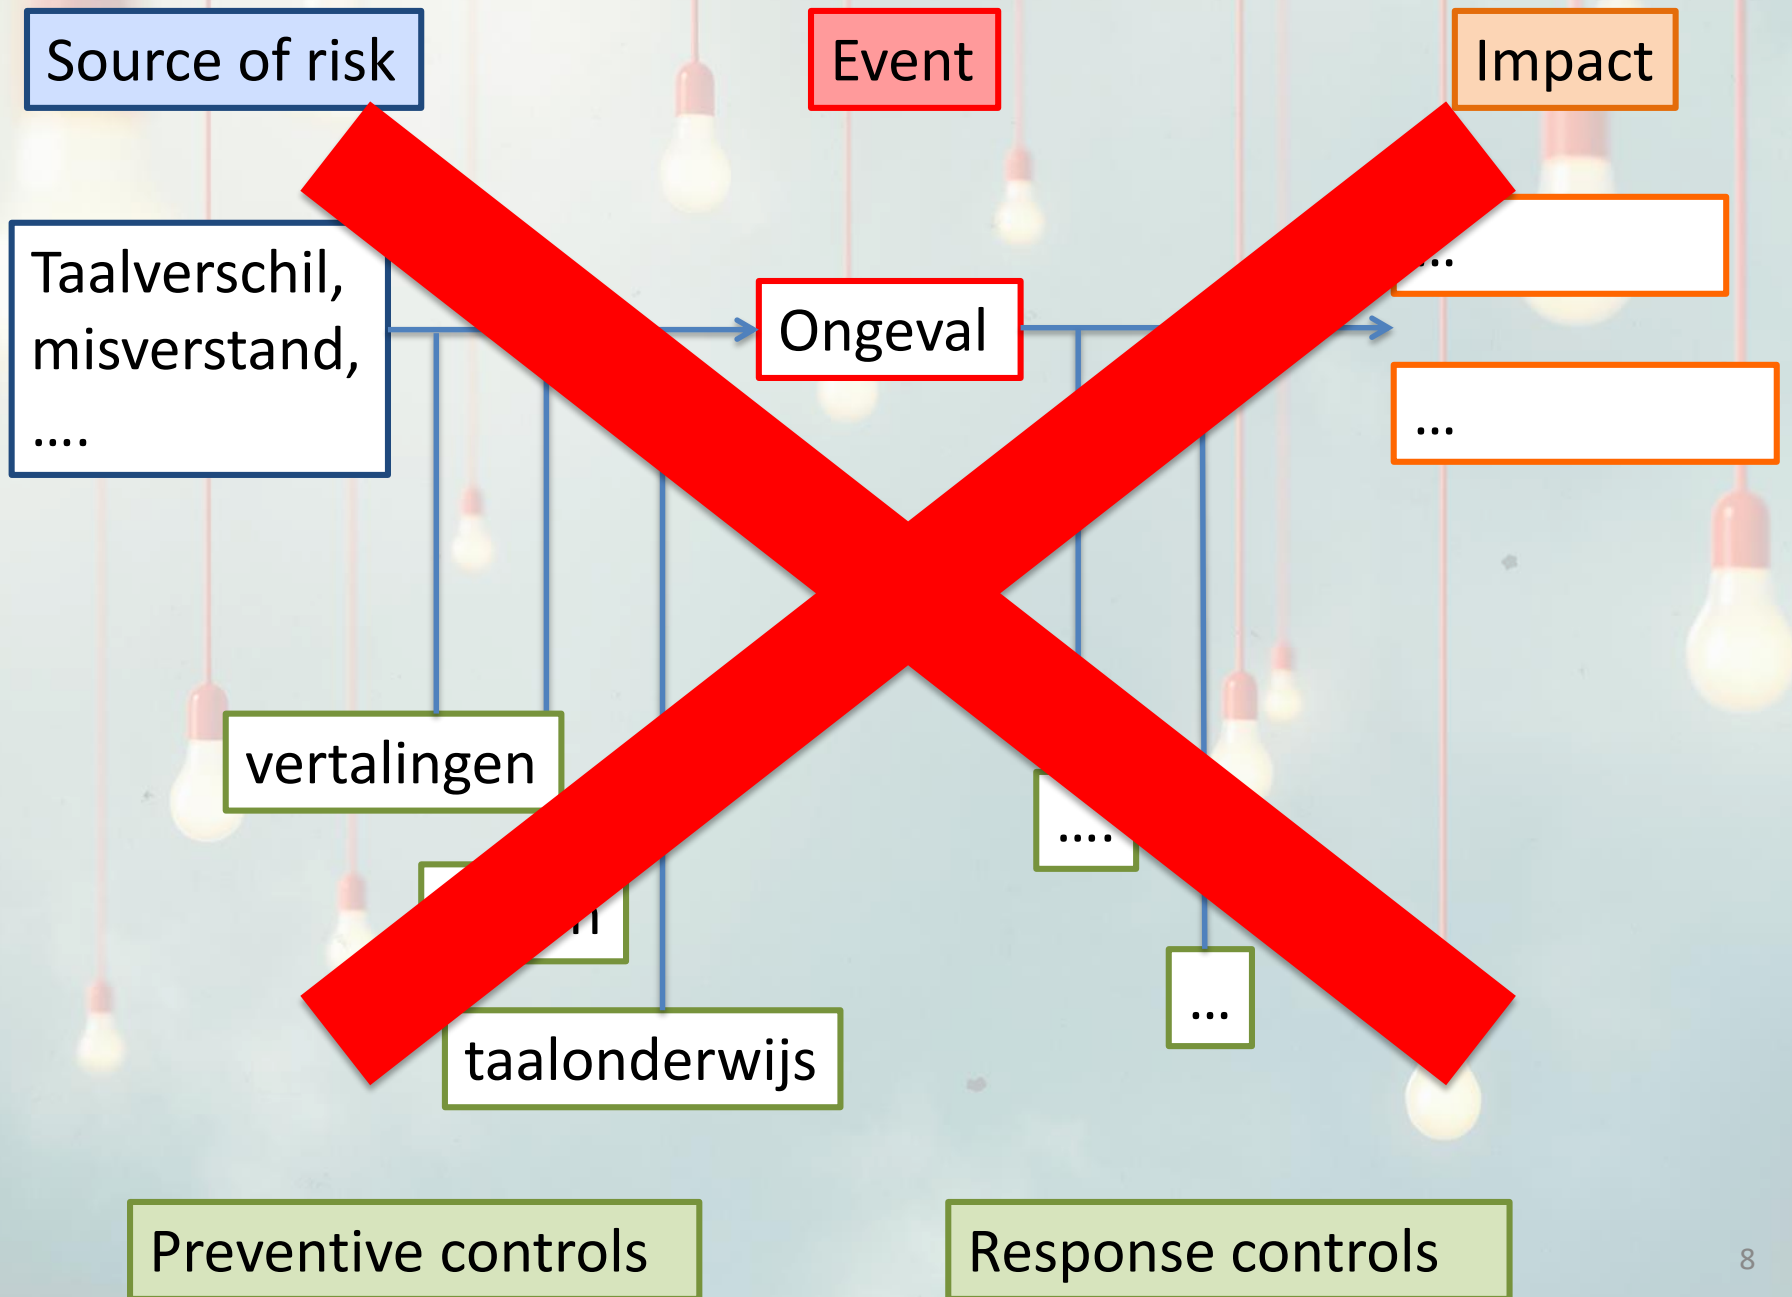 Source of risk
Event
Impact
Taalverschil,
misverstand,
....
Ongeval
...
...
vertalingen
....
...
taalonderwijs
Preventive controls
Response controls
8